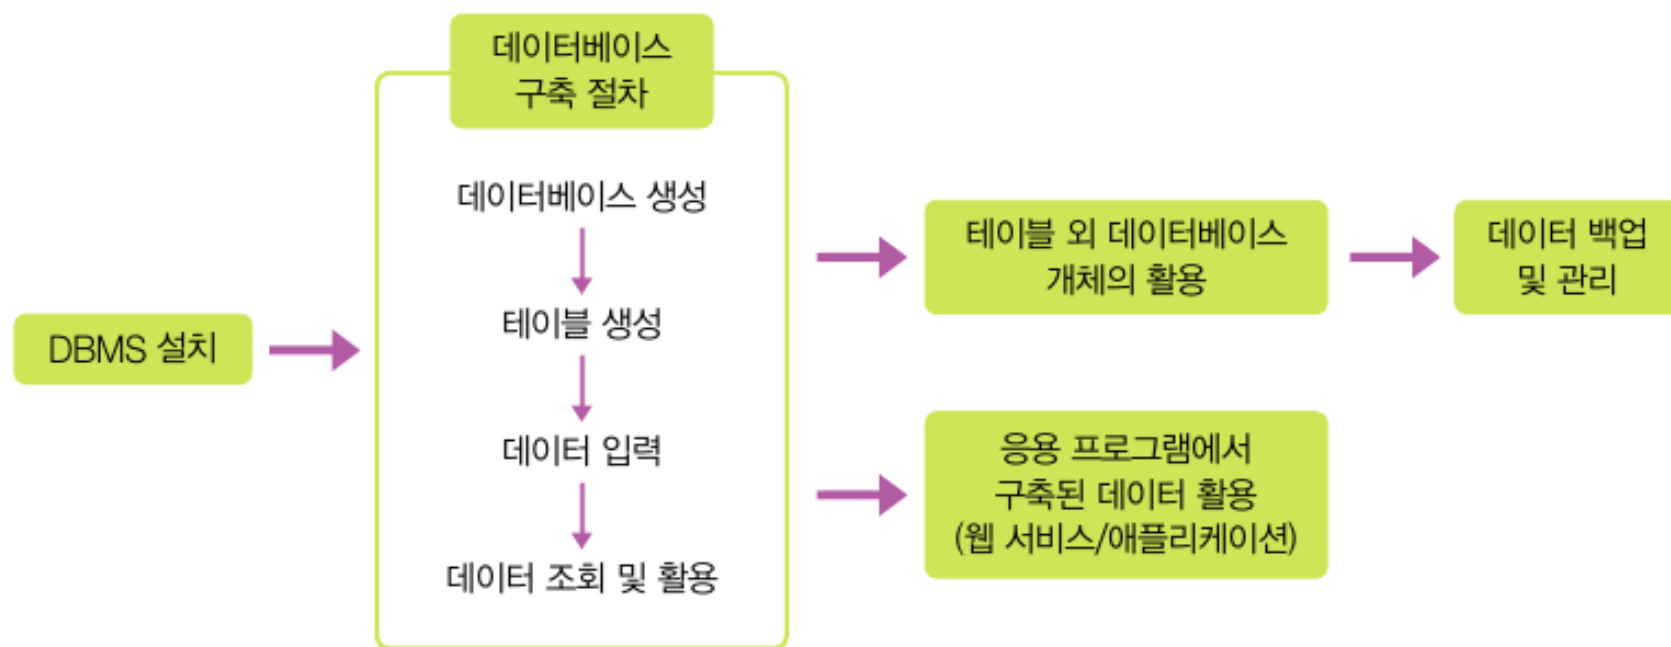 DBMS 설치
데이터베이스
구축 절차
데이터베이스 생성
테이블 생성
데이터 입력
데이터 조회 및 활용
테이블 외 데이터베이스
개체의 활용
데이터 백업
및 관리
응용 프로그램에서
구축된 데이터 활용
(웹 서비스/애플리케이션)